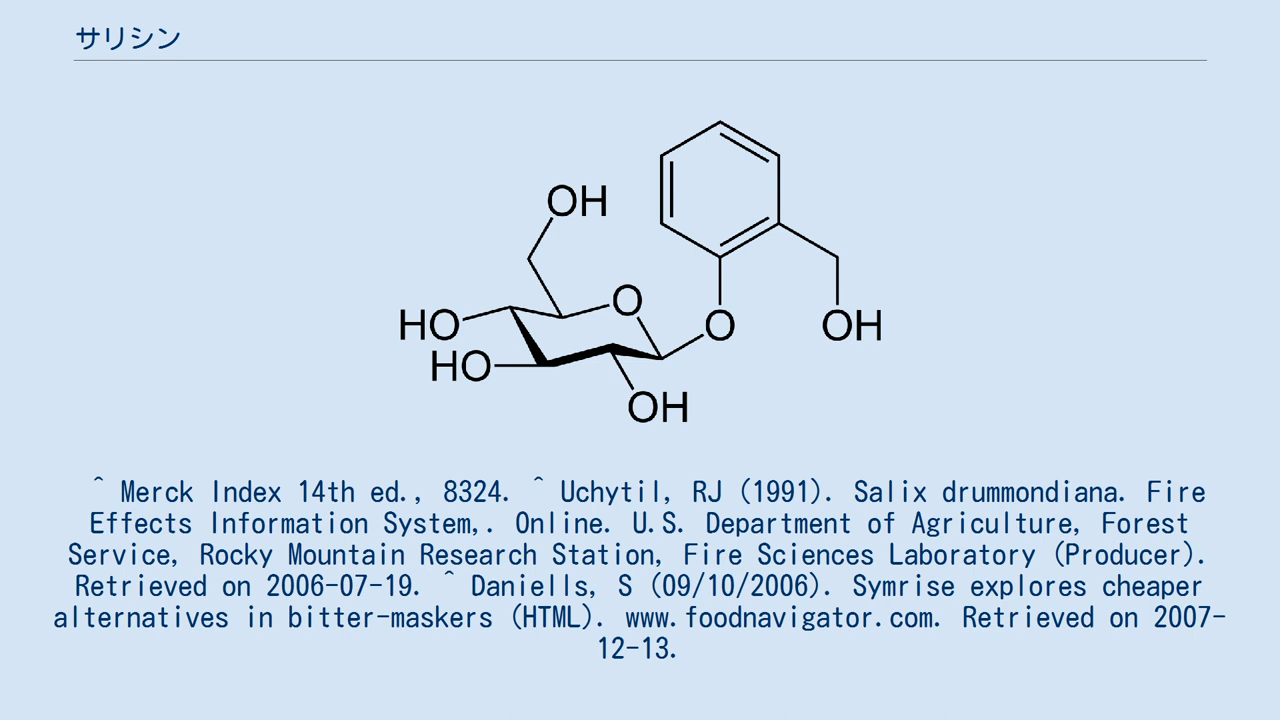 サリシン
OH
HO
O
O
OH
HO
OH
^ Merck Index 14th ed., 8324. ^ Uchytil, RJ (1991). Salix drummondiana. Fire
Effects Information System,. Online. U.S. Department of Agriculture, Forest
Service, Rocky Mountain Research Station, Fire Sciences Laboratory (Producer).
Retrieved on 2006-07-19. ^ Daniells, S (09/10/2006). Symrise explores cheaper
alternatives in bitter-maskers (HTML). www.foodnavigator.com. Retrieved on 2007-
12-13.